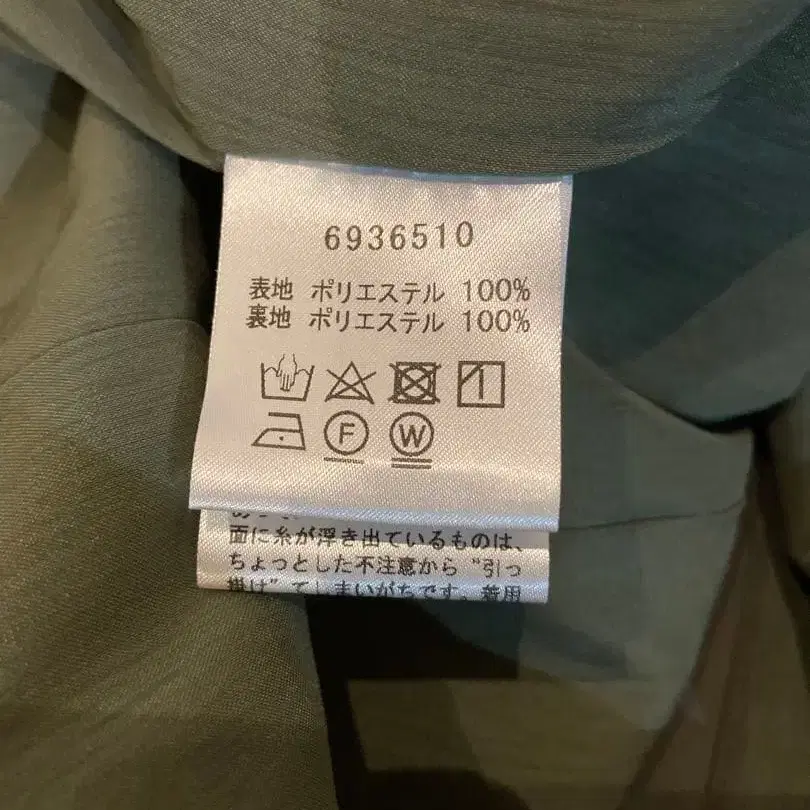 6936510
表地 ポリエステル 100%
裏地 ポリエステル 100%
F W
面に糸が浮き出ているものは、
ちょっとした不注意から“引っ
掛け”てしまいがちです。着用